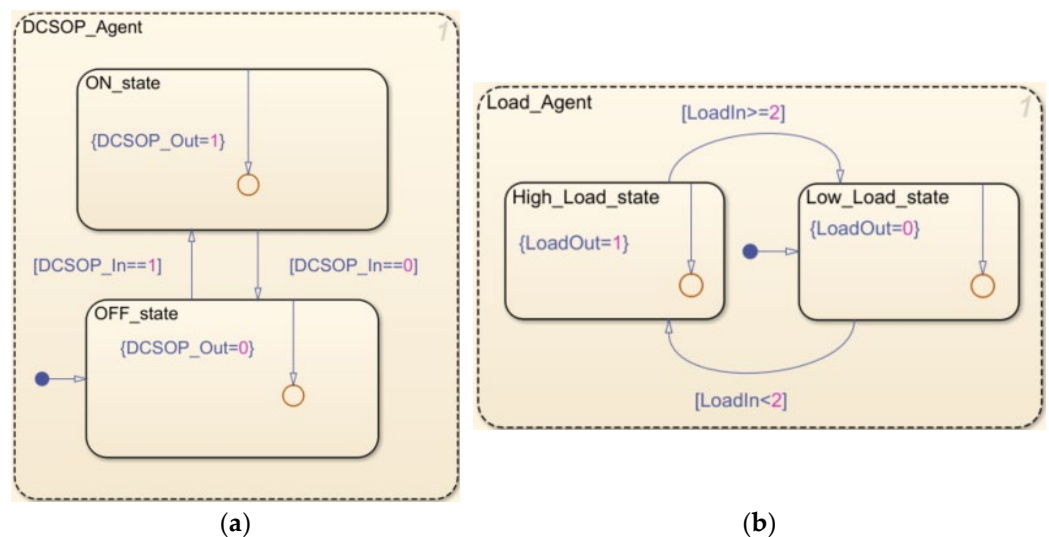 DCSOP_Agent
1
ON_state
{DCSOP_Out=1}
[DCSOP_In==1]
[DCSOP_In==0]
OFF_state
{DCSOP_Out=0}
(a)
Load_Agent
1
[LoadIn>=2]
High_Load_state
{LoadOut=1}
Low_Load_state
{LoadOut=0}
[LoadIn<2]
(b)